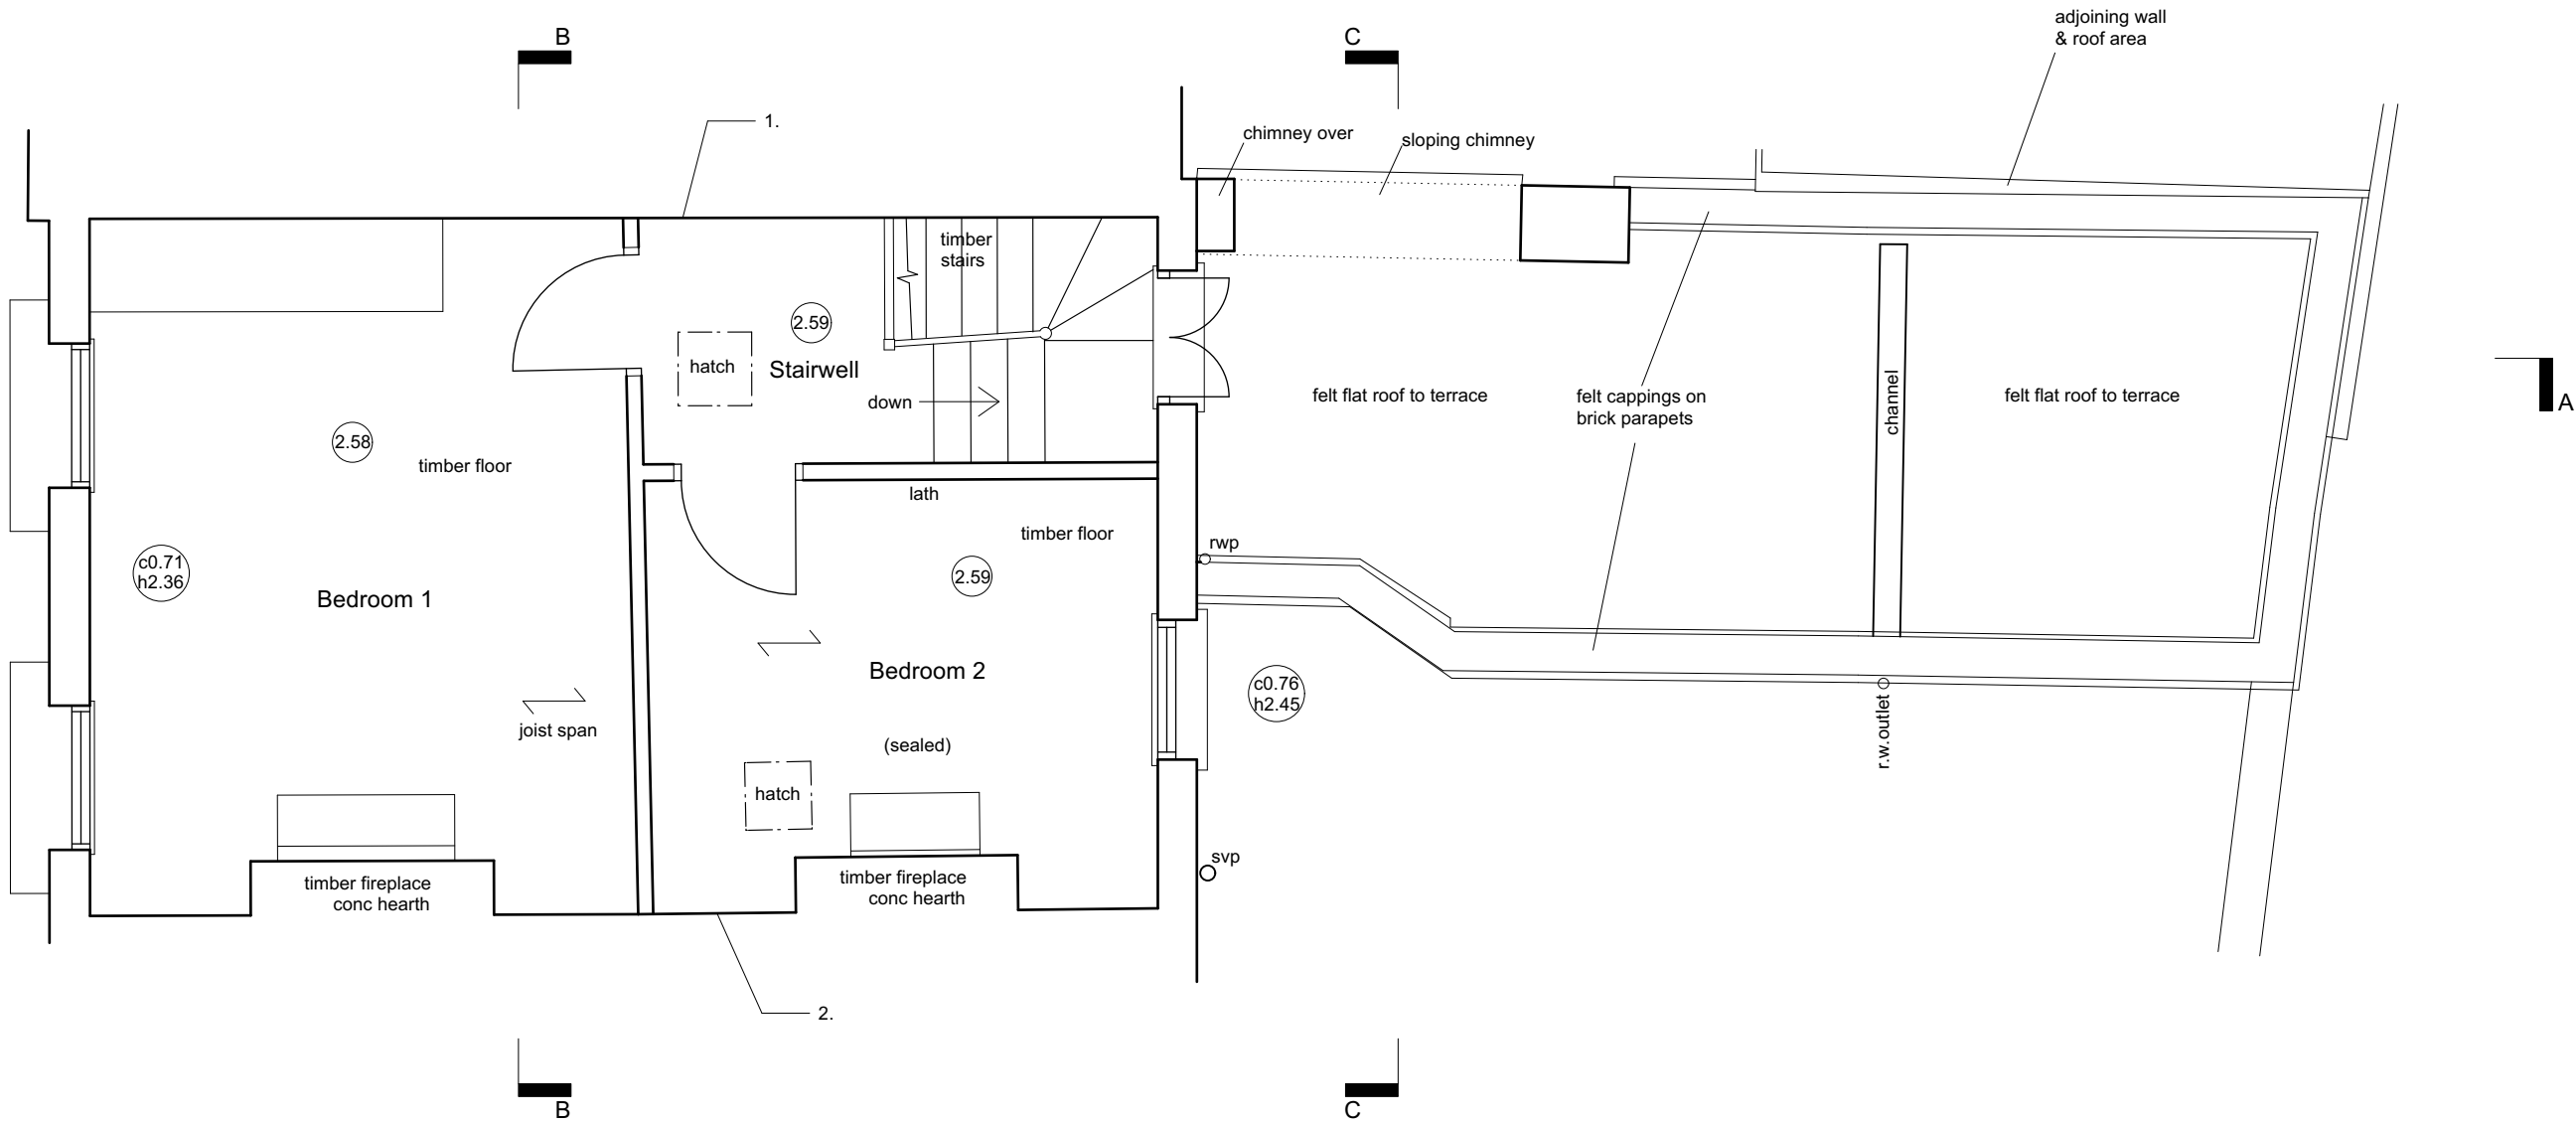 adjoining wall
& roof area
B
C
1.
chimney over
sloping chimney
timber
stairs
2.59
hatch
Stairwell
down
felt flat roof to terrace
felt cappings on
brick parapets
channel
felt flat roof to terrace
A
2.58
timber floor
lath
timber floor
rwp
c0.71
h2.36
Bedroom 1
2.59
Bedroom 2
c0.76
h2.45
joist span
(sealed)
r.w.outlet
hatch
svp
timber fireplace
conc hearth
timber fireplace
conc hearth
2.
B
C